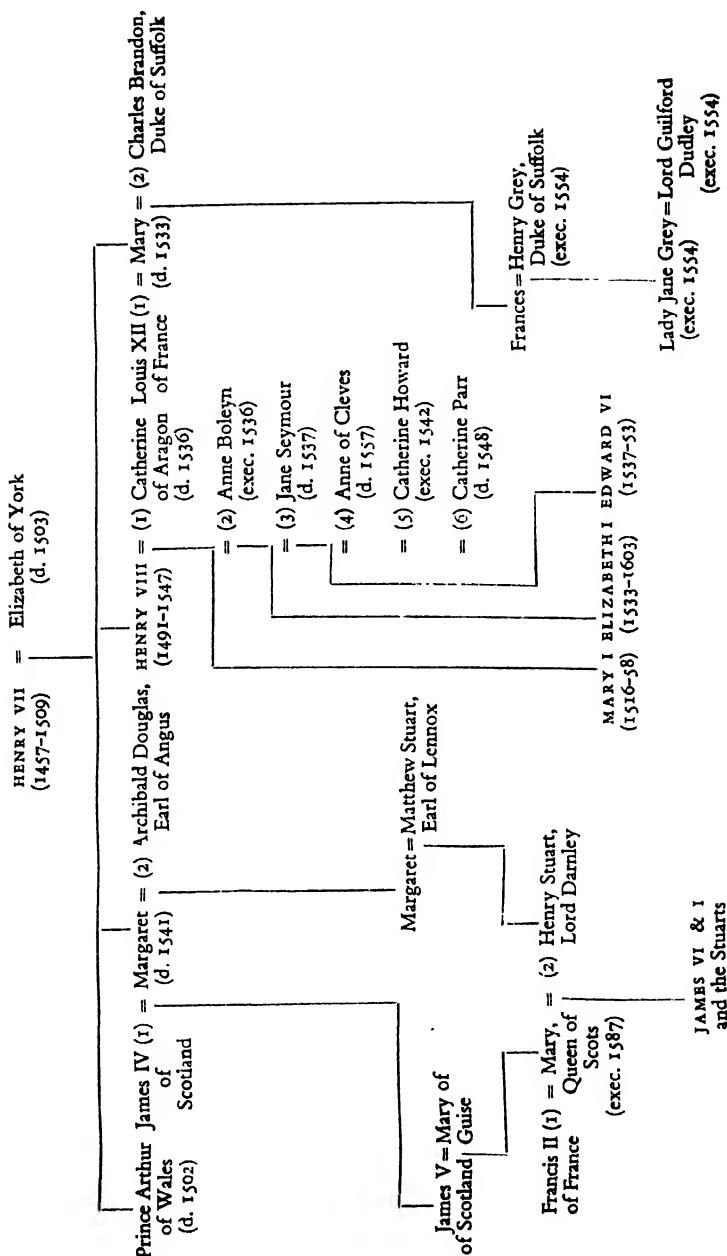 HENRY VII = Elizabeth of York
(1457–1509) (d. 1503)
Prince Arthur James IV (1) = Margaret = (2) Archibald Douglas, HENRY VIII = (1) Catherine Louis XII (1) = Mary = (2) Charles Brandon,
of Wales of (d. 1541) Earl of Angus (1491–1547) of Aragon of France (d. 1533) Duke of Suffolk
(d. 1502) Scotland (d. 1536)
= (2) Anne Boleyn
(exec. 1536)
= (3) Jane Seymour
(d. 1537)
= (4) Anne of Cleves
(d. 1557)
= (5) Catherine Howard
(exec. 1542)
= (6) Catherine Parr
(d. 1548)
Margaret = Matthew Stuart,
Earl of Lennox
James V = Mary of
of Scotland Guise
Frances = Henry Grey,
Duke of Suffolk
(exec. 1554)
Francis II (1) = Mary, = (2) Henry Stuart,
of France Queen of Lord Darnley
Scots
(exec. 1587)
MARY I ELIZABETH I EDWARD VI
(1516–58) (1533–1603) (1537–53)
Lady Jane Grey = Lord Guilford
(exec. 1554) Dudley
(exec. 1554)
JAMES VI & I
and the Stuarts